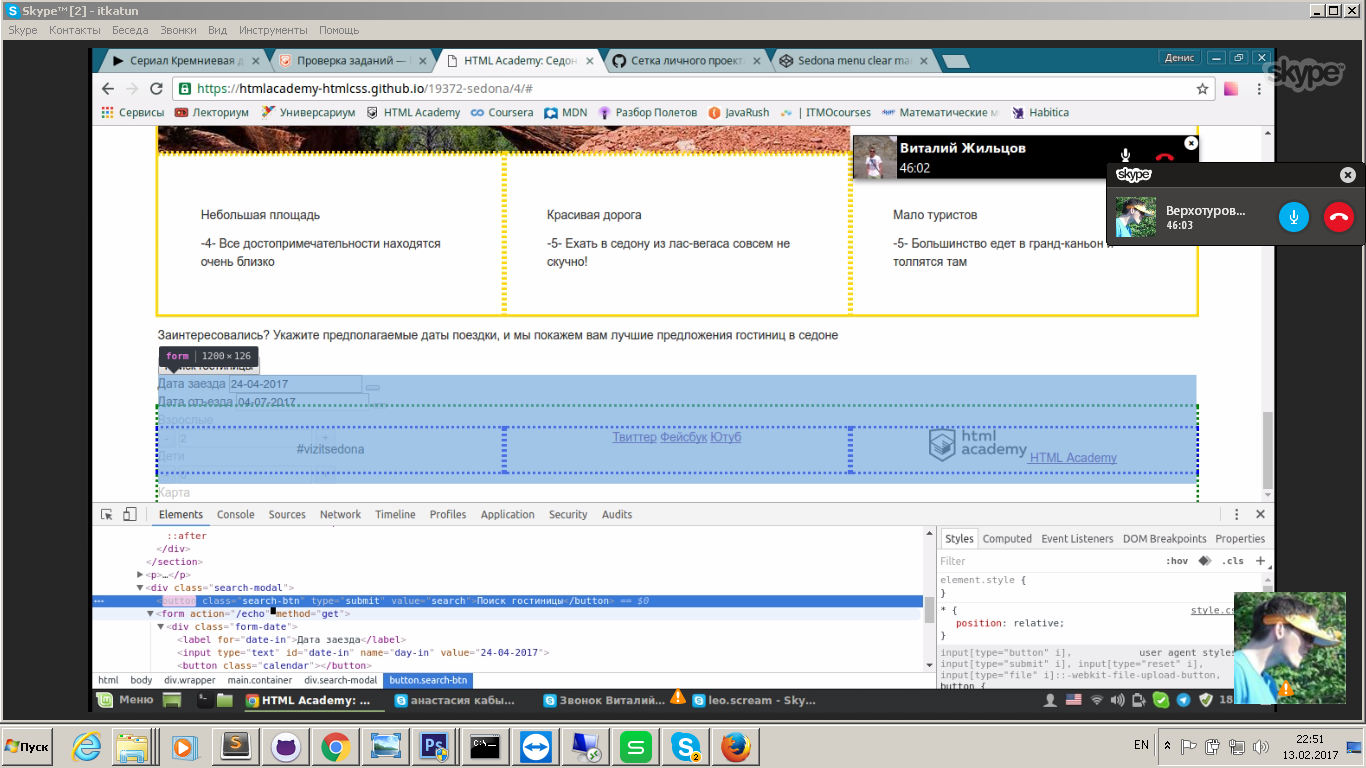 Skype™ [2] - itkatun
Skype Контакты Беседа Звонки Вид Инструменты Помощь
Сериал Кремниевая д
Проверка заданий —
HTML Academy: Седон
Сетка личного проект
Sedona menu clear ma
Денис
skype
https://htmlacademy-htmlcss.github.io/19372-sedona/4/#
Сервисы Лекториум Универсариум HTML Academy Coursera MDN Разбор Полетов JavaRush ITMOcourses Математические м Habitica
Виталий Жильцов
46:02
skype
Верхотуров...
46:03
Небольшая площадь
-4- Все достопримечательности находятся
очень близко
Красивая дорога
-5- Ехать в седону из лас-вегаса совсем не
скучно!
Мало туристов
-5- Большинство едет в гранд-каньон и
толпятся там
Заинтересовались? Укажите предполагаемые даты поездки, и мы покажем вам лучшие предложения гостиниц в седоне
form 1200 × 126
Поиск гостиницы
Дата заезда 24-04-2017
Дата отъезда 04-07-2017
Взрослые
- 2 +
Дети
Карта
#vizitsedona
Твиттер Фейсбук Ютуб
html
academy HTML Academy
Elements Console Sources Network Timeline Profiles Application Security Audits
::after
</div>
</section>
<p>…</p>
<div class="search-modal">
<button class="search-btn" type="submit" value="search">Поиск гостиницы</button> == $0
<form action="/echo" method="get">
<div class="form-date">
<label for="date-in">Дата заезда</label>
<input type="text" id="date-in" name="day-in" value="24-04-2017">
<button class="calendar"></button>
html body div.wrapper main.container div.search-modal button.search-btn
Styles Computed Event Listeners DOM Breakpoints Properties
Filter :hov .cls +
element.style {
}
* { style.cs
position: relative;
}
input[type="button" i], user agent styles
input[type="submit" i], input[type="reset" i],
input[type="file" i]::-webkit-file-upload-button,
button {
Меню
HTML Academy: ...
анастасия кабы...
Звонок Виталий...
leo.scream - Sky...
18
Пуск
2
EN
22:51
13.02.2017